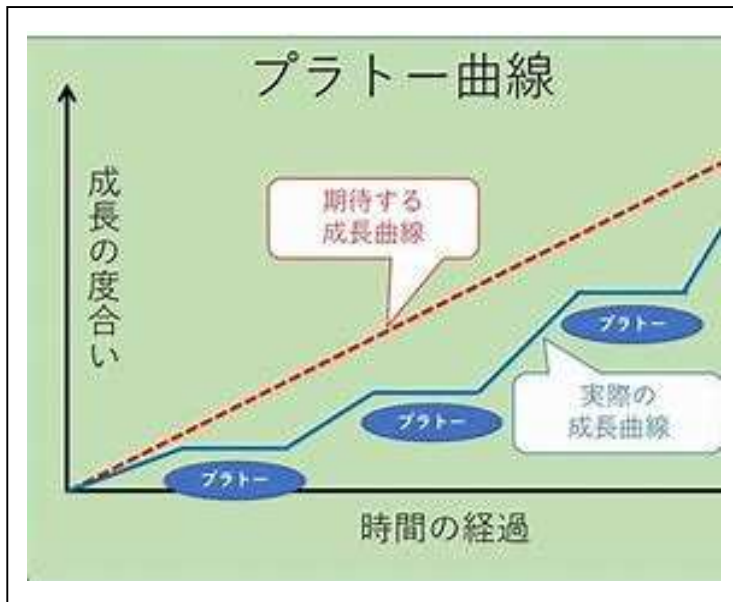 プラトー曲線
成長の度合い
期待する
成長曲線
プラトー
プラトー
実際の
成長曲線
プラトー
時間の経過